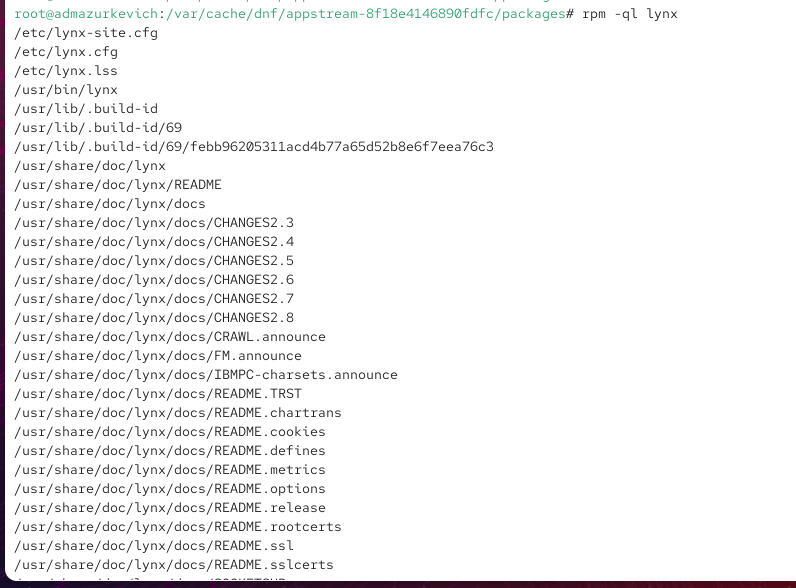 root@admazurkevich:/var/cache/dnf/appstream-8f18e4146890fdfc/packages# rpm -ql lynx
/etc/lynx-site.cfg
/etc/lynx.cfg
/etc/lynx.lss
/usr/bin/lynx
/usr/lib/.build-id
/usr/lib/.build-id/69
/usr/lib/.build-id/69/febb96205311acd4b77a65d52b8e6f7eea76c3
/usr/share/doc/lynx
/usr/share/doc/lynx/README
/usr/share/doc/lynx/docs
/usr/share/doc/lynx/docs/CHANGES2.3
/usr/share/doc/lynx/docs/CHANGES2.4
/usr/share/doc/lynx/docs/CHANGES2.5
/usr/share/doc/lynx/docs/CHANGES2.6
/usr/share/doc/lynx/docs/CHANGES2.7
/usr/share/doc/lynx/docs/CHANGES2.8
/usr/share/doc/lynx/docs/CRAWL.announce
/usr/share/doc/lynx/docs/FM.announce
/usr/share/doc/lynx/docs/IBMPC-charsets.announce
/usr/share/doc/lynx/docs/README.TRST
/usr/share/doc/lynx/docs/README.chartrans
/usr/share/doc/lynx/docs/README.cookies
/usr/share/doc/lynx/docs/README.defines
/usr/share/doc/lynx/docs/README.metrics
/usr/share/doc/lynx/docs/README.options
/usr/share/doc/lynx/docs/README.release
/usr/share/doc/lynx/docs/README.rootcerts
/usr/share/doc/lynx/docs/README.ssl
/usr/share/doc/lynx/docs/README.sslcerts